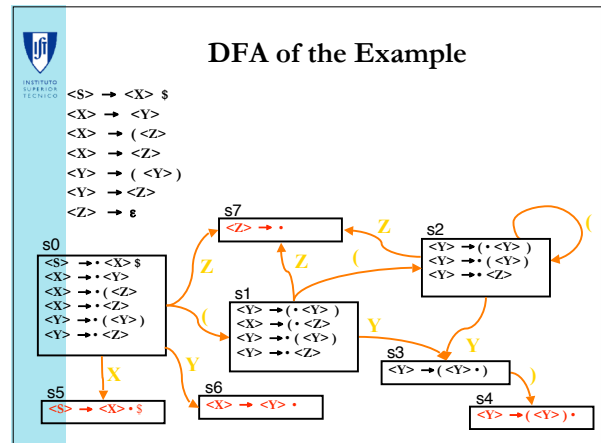 DFA of the Example
INSTITUTO
SUPERIOR
TÉCNICO
<S> → <X> $
<X> → <Y>
<X> → ( <Z>
<X> → <Z>
<Y> → ( <Y> )
<Y> → <Z>
<Z> → ε
s7
<Z> → •
s2
<Y> → ( • <Y> )
<Y> → • ( <Y> )
<Y> → • <Z>
(
Z
Z
Z
(
s0
<S> → • <X> $
<X> → • <Y>
<X> → • ( <Z>
<X> → • <Z>
<Y> → • ( <Y> )
<Y> → • <Z>
(
s1
<Y> → ( • <Y> )
<X> → ( • <Z>
<Y> → • ( <Y> )
<Y> → • <Z>
Y
Y
s3
<Y> → ( <Y> • )
)
X
Y
s5
<S> → <X> • $
s6
<X> → <Y> •
s4
<Y> → ( <Y> ) •